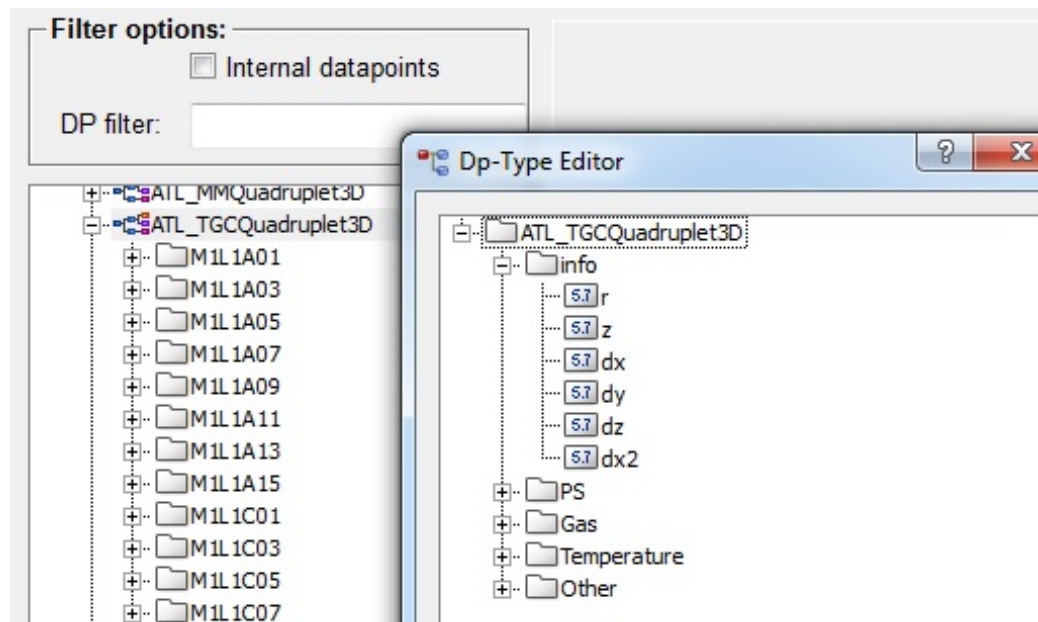 Filter options:
Internal datapoints
DP filter:
ATL_MMQuadruplet3D
ATL_TGCQuadruplet3D
M1L1A01
M1L1A03
M1L1A05
M1L1A07
M1L1A09
M1L1A11
M1L1A13
M1L1A15
M1L1C01
M1L1C03
M1L1C05
M1L1C07
Dp-Type Editor
? X
ATL_TGCQuadruplet3D
info
5.7 r
5.7 z
5.7 dx
5.7 dy
5.7 dz
5.7 dx2
PS
Gas
Temperature
Other